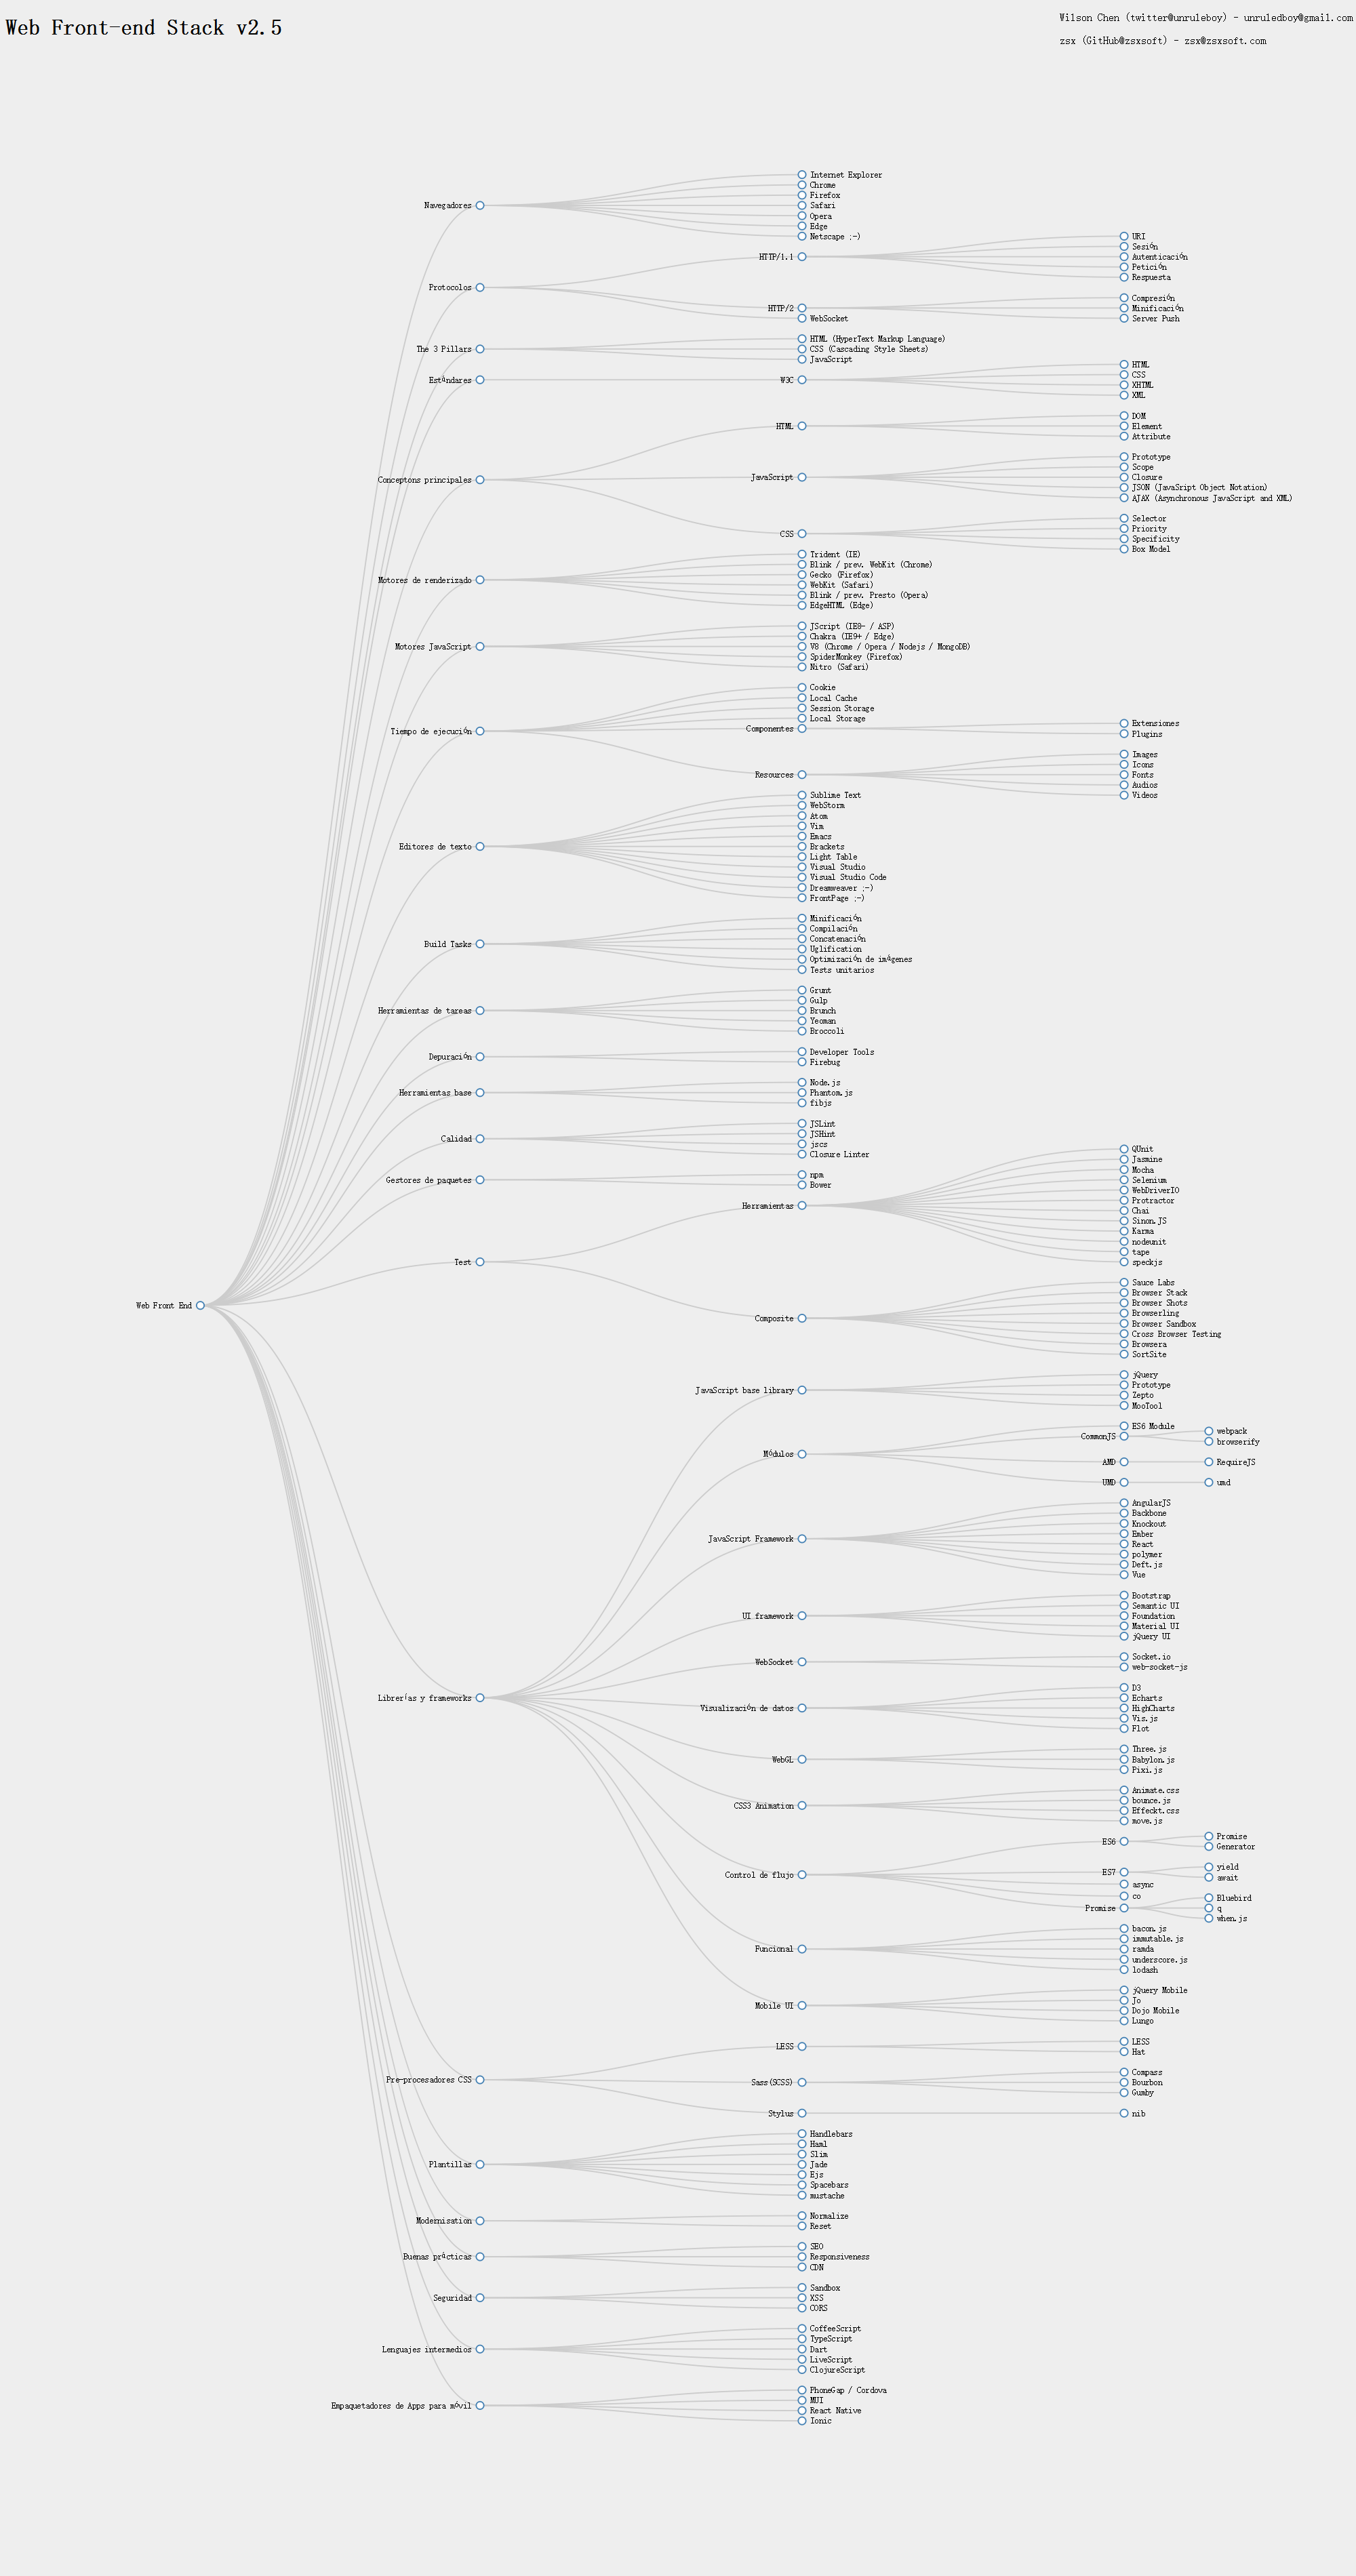 Web Front-end Stack v2.5
Wilson Chen (twitter@unruleboy) - unruledboy@gmail.com
zsx (GitHub@zsxsoft) - zsx@zsxsoft.com
Web Front End
Navegadores
Internet Explorer
Chrome
Firefox
Safari
Opera
Edge
Netscape ;-)
Protocolos
HTTP/1.1
URI
Sesión
Autenticación
Petición
Respuesta
HTTP/2
Compresión
Minificación
Server Push
WebSocket
The 3 Pillars
HTML (HyperText Markup Language)
CSS (Cascading Style Sheets)
JavaScript
Estándares
W3C
HTML
CSS
XHTML
XML
Conceptons principales
HTML
DOM
Element
Attribute
JavaScript
Prototype
Scope
Closure
JSON (JavaSript Object Notation)
AJAX (Asynchronous JavaScript and XML)
CSS
Selector
Priority
Specificity
Box Model
Motores de renderizado
Trident (IE)
Blink / prev. WebKit (Chrome)
Gecko (Firefox)
WebKit (Safari)
Blink / prev. Presto (Opera)
EdgeHTML (Edge)
Motores JavaScript
JScript (IE8- / ASP)
Chakra (IE9+ / Edge)
V8 (Chrome / Opera / Nodejs / MongoDB)
SpiderMonkey (Firefox)
Nitro (Safari)
Tiempo de ejecución
Cookie
Local Cache
Session Storage
Local Storage
Componentes
Extensiones
Plugins
Resources
Images
Icons
Fonts
Audios
Videos
Editores de texto
Sublime Text
WebStorm
Atom
Vim
Emacs
Brackets
Light Table
Visual Studio
Visual Studio Code
Dreamweaver ;-)
FrontPage ;-)
Build Tasks
Minificación
Compilación
Concatenación
Uglification
Optimización de imágenes
Tests unitarios
Herramientas de tareas
Grunt
Gulp
Brunch
Yeoman
Broccoli
Depuración
Developer Tools
Firebug
Herramientas base
Node.js
Phantom.js
fibjs
Calidad
JSLint
JSHint
jscs
Closure Linter
Gestores de paquetes
npm
Bower
Test
Herramientas
QUnit
Jasmine
Mocha
Selenium
WebDriverIO
Protractor
Chai
Sinon.JS
Karma
nodeunit
tape
speckjs
Composite
Sauce Labs
Browser Stack
Browser Shots
Browserling
Browser Sandbox
Cross Browser Testing
Browsera
SortSite
Librerías y frameworks
JavaScript base library
jQuery
Prototype
Zepto
MooTool
Módulos
ES6 Module
CommonJS
webpack
browserify
AMD
RequireJS
UMD
umd
JavaScript Framework
AngularJS
Backbone
Knockout
Ember
React
polymer
Deft.js
Vue
UI framework
Bootstrap
Semantic UI
Foundation
Material UI
jQuery UI
WebSocket
Socket.io
web-socket-js
Visualización de datos
D3
Echarts
HighCharts
Vis.js
Flot
WebGL
Three.js
Babylon.js
Pixi.js
CSS3 Animation
Animate.css
bounce.js
Effeckt.css
move.js
Control de flujo
ES6
Promise
Generator
ES7
yield
await
async
co
Promise
Bluebird
q
when.js
Funcional
bacon.js
immutable.js
ramda
underscore.js
lodash
Mobile UI
jQuery Mobile
Jo
Dojo Mobile
Lungo
Pre-procesadores CSS
LESS
LESS
Hat
Sass(SCSS)
Compass
Bourbon
Gumby
Stylus
nib
Plantillas
Handlebars
Haml
Slim
Jade
Ejs
Spacebars
mustache
Modernisation
Normalize
Reset
Buenas prácticas
SEO
Responsiveness
CDN
Seguridad
Sandbox
XSS
CORS
Lenguajes intermedios
CoffeeScript
TypeScript
Dart
LiveScript
ClojureScript
Empaquetadores de Apps para móvil
PhoneGap / Cordova
MUI
React Native
Ionic